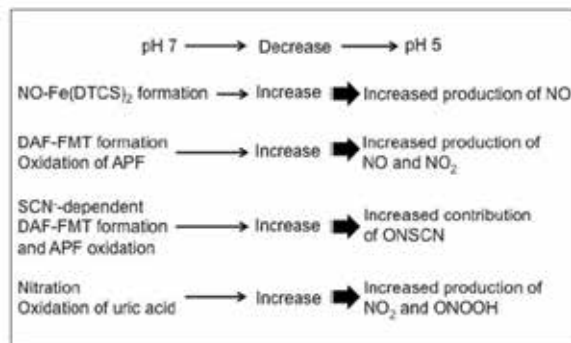 pH 7 → Decrease → pH 5
NO-Fe(DTCS)₂ formation → Increase ➡ Increased production of NO
DAF-FMT formation
Oxidation of APF → Increase ➡ Increased production of
NO and NO₂
SCN⁻-dependent
DAF-FMT formation
and APF oxidation → Increase ➡ Increased contribution
of ONSCN
Nitration
Oxidation of uric acid → Increase ➡ Increased production of
NO₂ and ONOOH